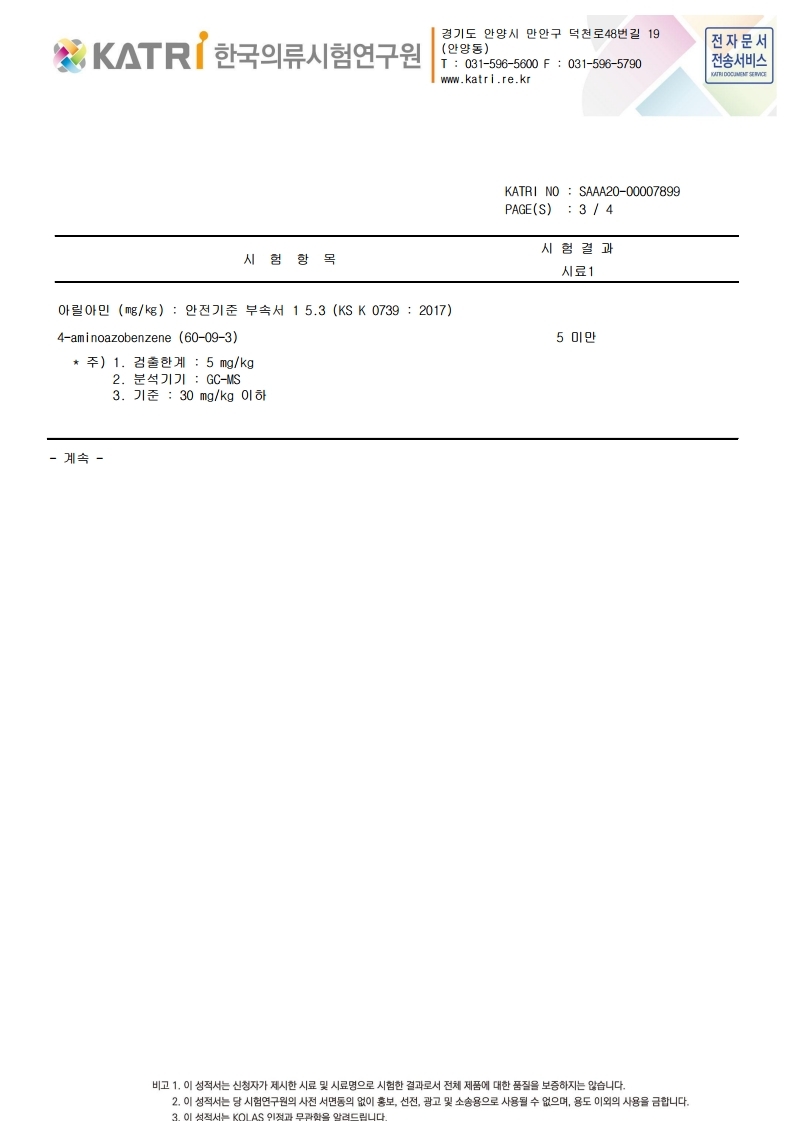 KATRI 한국의류시험연구원
경기도 안양시 만안구 덕천로48번길 19
(안양동)
T : 031-596-5600 F : 031-596-5790
www.katri.re.kr
전자문서
전송서비스
KATRI DOCUMENT SERVICE
KATRI NO : SAAA20-00007899
PAGE(S) : 3 / 4
시 험 항 목
시 험 결 과
시료1
아릴아민 (㎎/㎏) : 안전기준 부속서 1 5.3 (KS K 0739 : 2017)
4-aminoazobenzene (60-09-3) 5 미만
* 주) 1. 검출한계 : 5 mg/kg
2. 분석기기 : GC-MS
3. 기준 : 30 mg/kg 이하
- 계속 -
비고 1. 이 성적서는 신청자가 제시한 시료 및 시료명으로 시험한 결과로서 전체 제품에 대한 품질을 보증하지는 않습니다.
2. 이 성적서는 당 시험연구원의 사전 서면동의 없이 홍보, 선전, 광고 및 소송용으로 사용될 수 없으며, 용도 이외의 사용을 금합니다.
3. 이 성적서는 KOLAS 인정과 무관함을 알려드립니다.